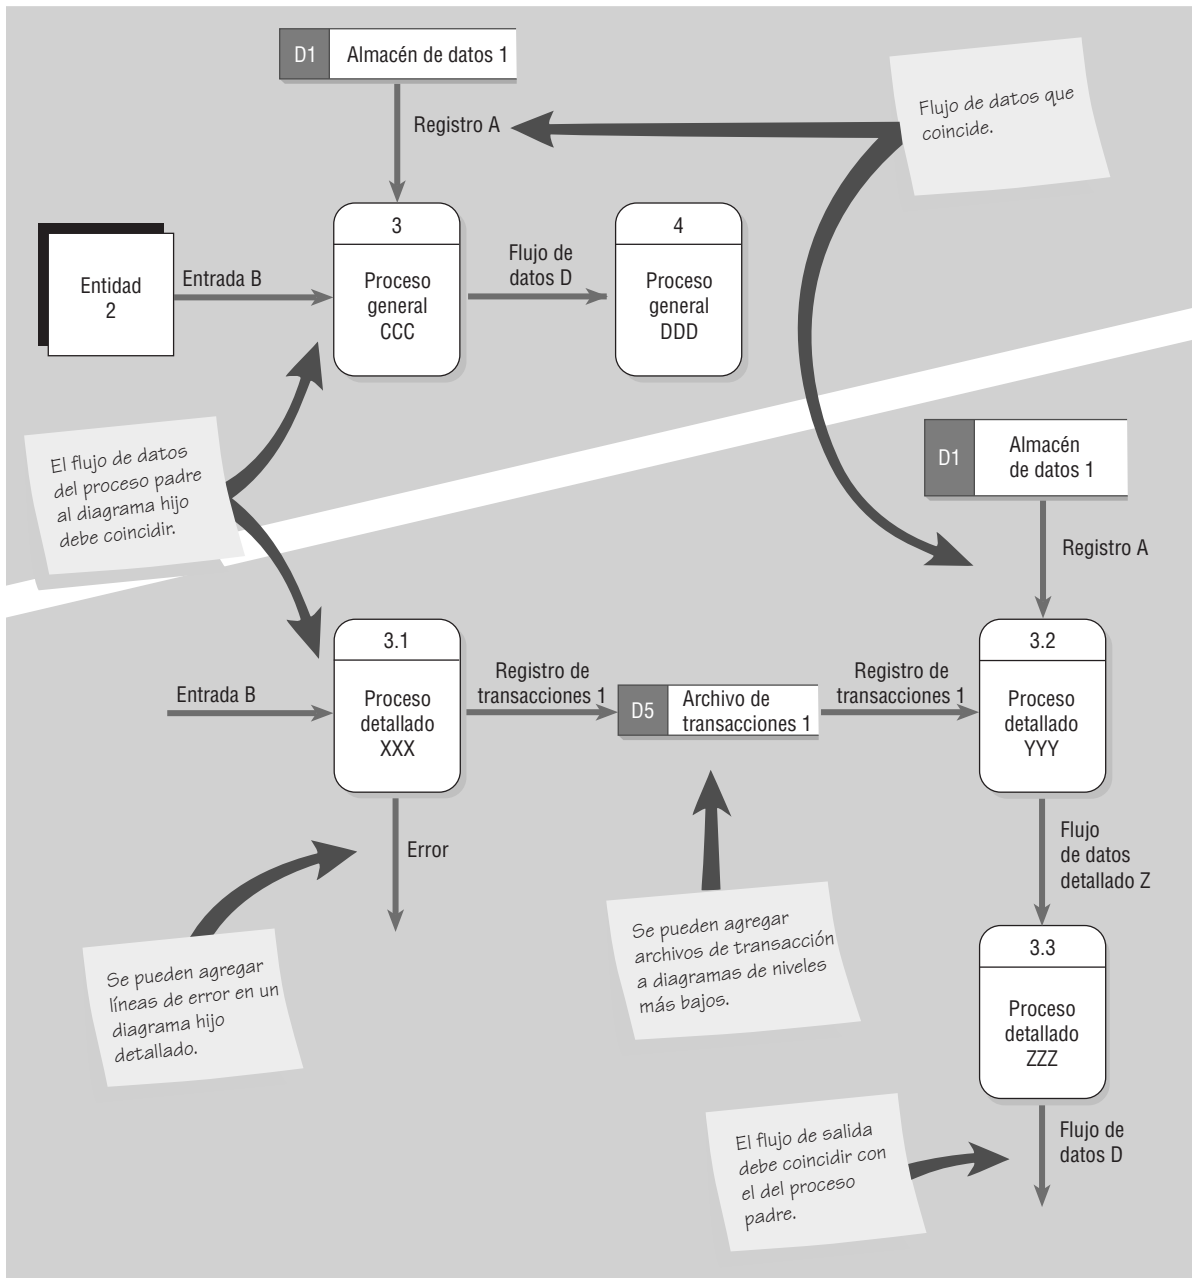 D1
Almacén de datos 1
Flujo de datos que
coincide.
Registro A
3
4
Entidad
2
Entrada B
Proceso
general
CCC
Flujo de
datos D
Proceso
general
DDD
El flujo de datos
del proceso padre
al diagrama hijo
debe coincidir.
D1
Almacén
de datos 1
Registro A
3.1
3.2
Entrada B
Proceso
detallado
XXX
Registro de
transacciones 1
D5
Archivo de
transacciones 1
Registro de
transacciones 1
Proceso
detallado
YYY
Error
Flujo
de datos
detallado Z
Se pueden agregar
líneas de error en un
diagrama hijo
detallado.
Se pueden agregar
archivos de transacción
a diagramas de niveles
más bajos.
3.3
Proceso
detallado
ZZZ
El flujo de salida
debe coincidir con
el del proceso
padre.
Flujo de
datos D